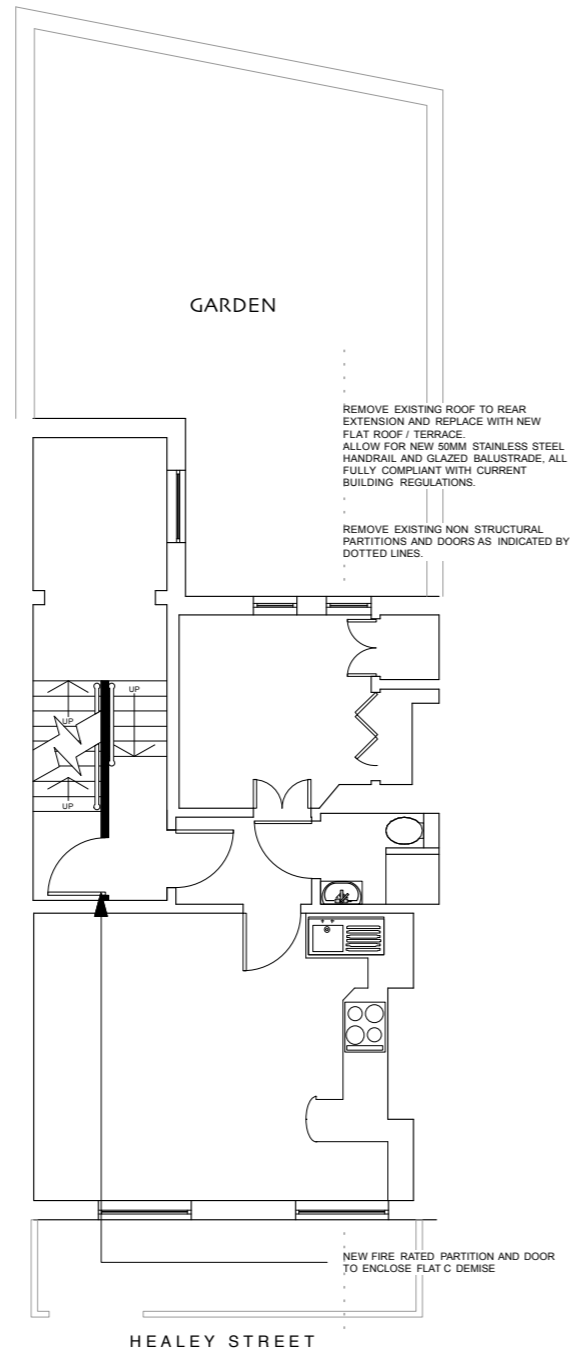 GARDEN
REMOVE EXISTING ROOF TO REAR
EXTENSION AND REPLACE WITH NEW
FLAT ROOF / TERRACE.
ALLOW FOR NEW 50MM STAINLESS STEEL
HANDRAIL AND GLAZED BALUSTRADE, ALL
FULLY COMPLIANT WITH CURRENT
BUILDING REGULATIONS.
REMOVE EXISTING NON STRUCTURAL
PARTITIONS AND DOORS AS INDICATED BY
DOTTED LINES.
UP
UP
UP
NEW FIRE RATED PARTITION AND DOOR
TO ENCLOSE FLAT C DEMISE
HEALEY STREET